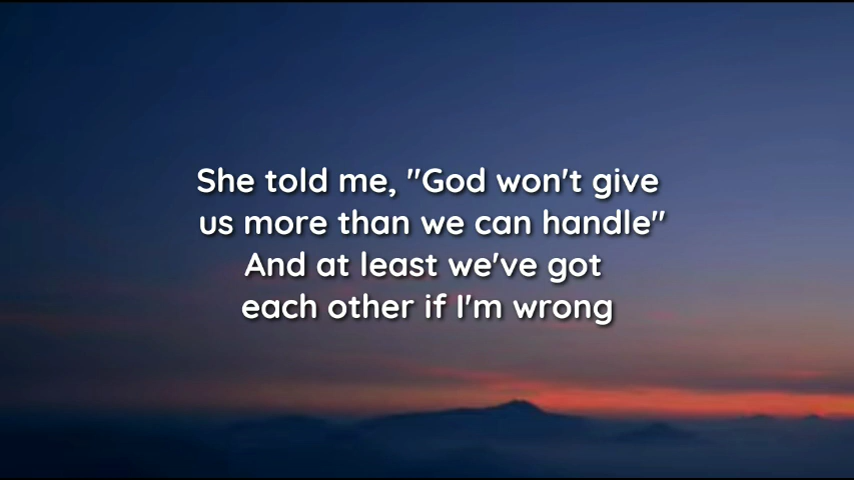 She told me, "God won't give
us more than we can handle"
And at least we've got
each other if I'm wrong